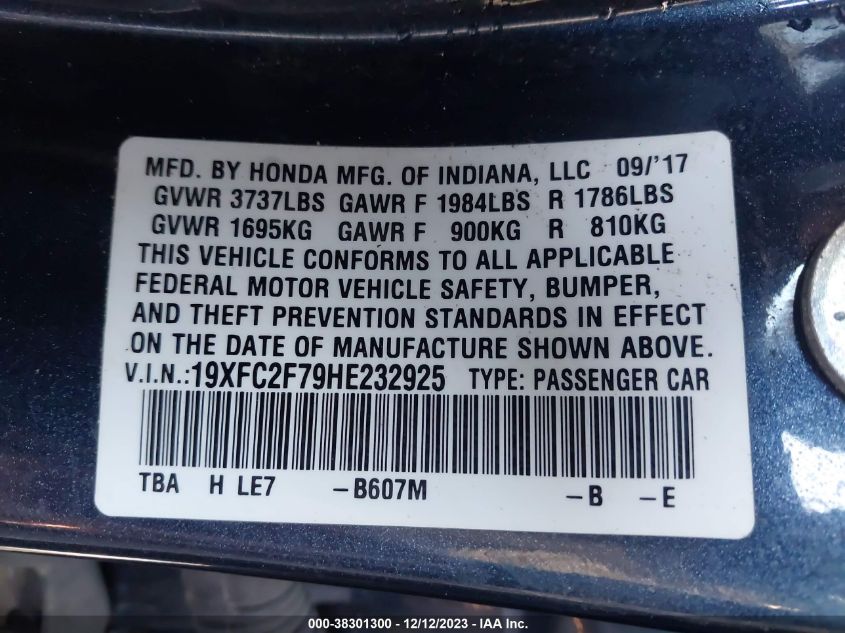 MFD. BY HONDA MFG. OF INDIANA, LLC 09/'17
GVWR 3737LBS GAWR F 1984LBS R 1786LBS
GVWR 1695KG GAWR F 900KG R 810KG
THIS VEHICLE CONFORMS TO ALL APPLICABLE
FEDERAL MOTOR VEHICLE SAFETY, BUMPER,
AND THEFT PREVENTION STANDARDS IN EFFECT
ON THE DATE OF MANUFACTURE SHOWN ABOVE.
V.I.N.:19XFC2F79HE232925 TYPE: PASSENGER CAR
TBA H LE7 –B607M –B –E
000-38301300 - 12/12/2023 - IAA Inc.